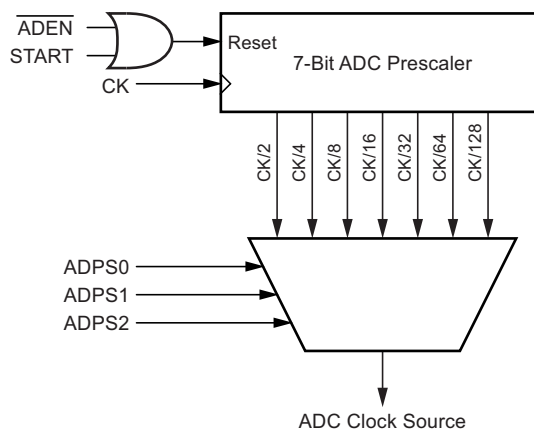 ADEN
START
Reset
7-Bit ADC Prescaler
CK
CK/2
CK/4
CK/8
CK/16
CK/32
CK/64
CK/128
ADPS0
ADPS1
ADPS2
ADC Clock Source